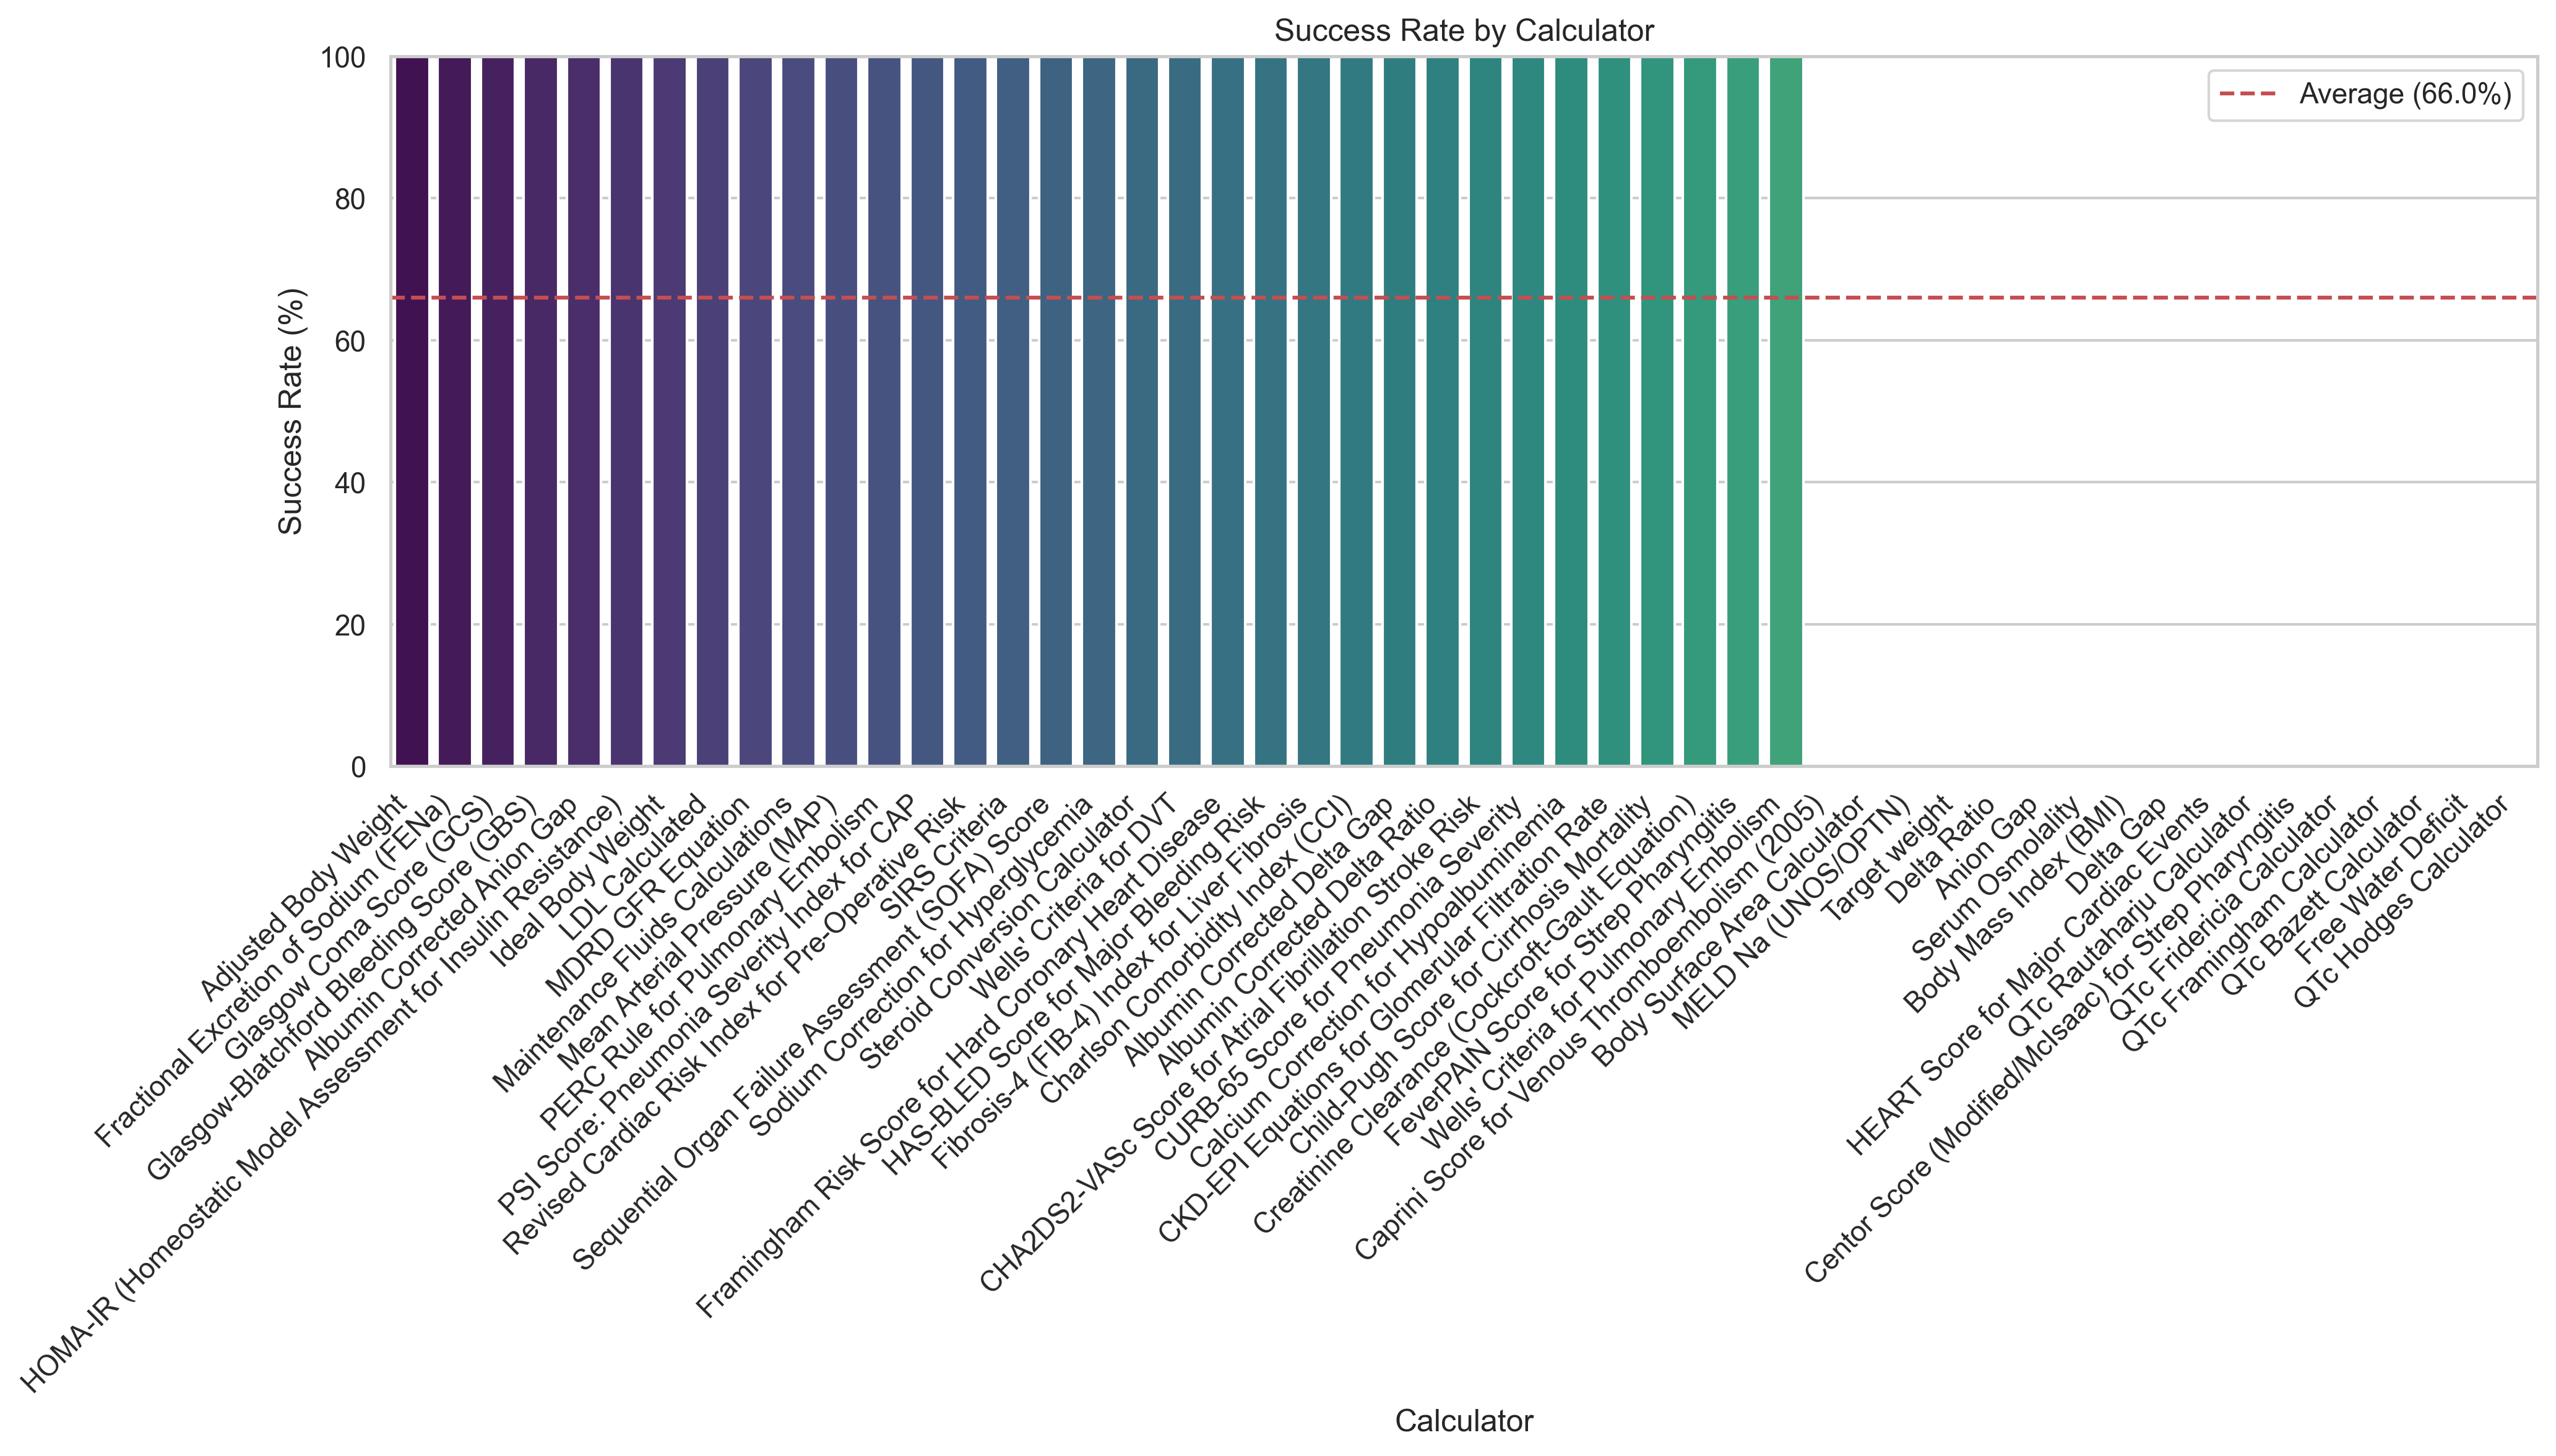 Success Rate by Calculator
Average (66.0%)
Success Rate (%)
100
80
60
40
20
0
Adjusted Body Weight
Fractional Excretion of Sodium (FENa)
Glasgow Coma Score (GCS)
Glasgow-Blatchford Bleeding Score (GBS)
Albumin Corrected Anion Gap
HOMA-IR (Homeostatic Model Assessment for Insulin Resistance)
Ideal Body Weight
LDL Calculated
MDRD GFR Equation
Maintenance Fluids Calculations
Mean Arterial Pressure (MAP)
PERC Rule for Pulmonary Embolism
PSI Score: Pneumonia Severity Index for CAP
Revised Cardiac Risk Index for Pre-Operative Risk
SIRS Criteria
Sequential Organ Failure Assessment (SOFA) Score
Sodium Correction for Hyperglycemia
Steroid Conversion Calculator
Wells' Criteria for DVT
Framingham Risk Score for Hard Coronary Heart Disease
HAS-BLED Score for Major Bleeding Risk
Fibrosis-4 (FIB-4) Index for Liver Fibrosis
Charlson Comorbidity Index (CCI)
Albumin Corrected Delta Gap
Albumin Corrected Delta Ratio
CHA2DS2-VASc Score for Atrial Fibrillation Stroke Risk
CURB-65 Score for Pneumonia Severity
Calcium Correction for Hypoalbuminemia
CKD-EPI Equations for Glomerular Filtration Rate
Child-Pugh Score for Cirrhosis Mortality
Creatinine Clearance (Cockcroft-Gault Equation)
FeverPAIN Score for Strep Pharyngitis
Wells' Criteria for Pulmonary Embolism
Caprini Score for Venous Thromboembolism (2005)
Body Surface Area Calculator
MELD Na (UNOS/OPTN)
Target weight
Delta Ratio
Anion Gap
Serum Osmolality
Body Mass Index (BMI)
Delta Gap
HEART Score for Major Cardiac Events
QTc Rautaharju Calculator
Centor Score (Modified/McIsaac) for Strep Pharyngitis
QTc Fridericia Calculator
QTc Framingham Calculator
QTc Bazett Calculator
Free Water Deficit
QTc Hodges Calculator
Calculator